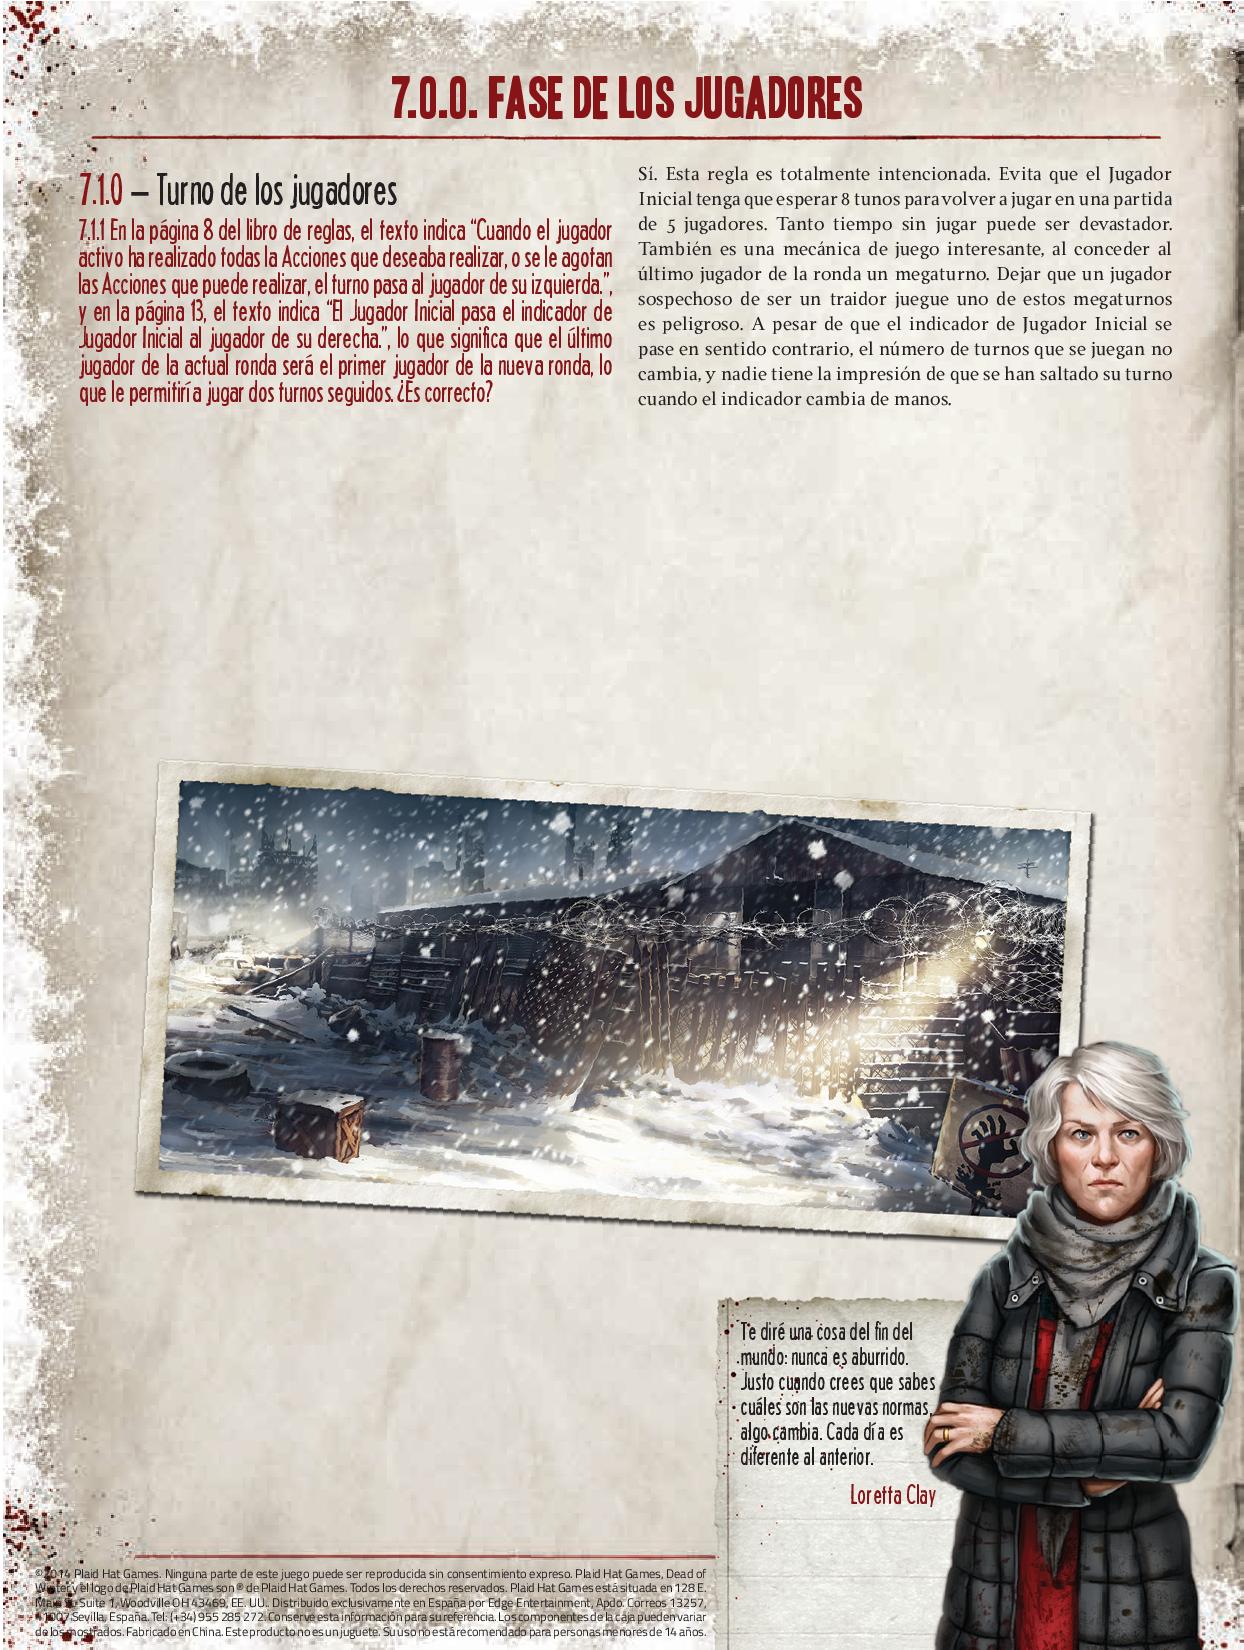 7.0.0. FASE DE LOS JUGADORES
7.1.0 – Turno de los jugadores
7.1.1 En la página 8 del libro de reglas, el texto indica “Cuando el jugador
activo ha realizado todas la Acciones que deseaba realizar, o se le agotan
las Acciones que puede realizar, el turno pasa al jugador de su izquierda.”,
y en la página 13, el texto indica “El Jugador Inicial pasa el indicador de
Jugador Inicial al jugador de su derecha.”, lo que significa que el último
jugador de la actual ronda será el primer jugador de la nueva ronda, lo
que le permitiría jugar dos turnos seguidos. ¿Es correcto?
Sí. Esta regla es totalmente intencionada. Evita que el Jugador
Inicial tenga que esperar 8 tunos para volver a jugar en una partida
de 5 jugadores. Tanto tiempo sin jugar puede ser devastador.
También es una mecánica de juego interesante, al conceder al
último jugador de la ronda un megaturno. Dejar que un jugador
sospechoso de ser un traidor juegue uno de estos megaturnos
es peligroso. A pesar de que el indicador de Jugador Inicial se
pase en sentido contrario, el número de turnos que se juegan no
cambia, y nadie tiene la impresión de que se han saltado su turno
cuando el indicador cambia de manos.
Te diré una cosa del fin del
mundo: nunca es aburrido.
Justo cuando crees que sabes
cuáles son las nuevas normas,
algo cambia. Cada día es
diferente al anterior.
Loretta Clay
©2014 Plaid Hat Games. Ninguna parte de este juego puede ser reproducida sin consentimiento expreso. Plaid Hat Games, Dead of
Winter y el logo de Plaid Hat Games son ® de Plaid Hat Games. Todos los derechos reservados. Plaid Hat Games está situada en 128 E.
Main St Suite 1, Woodville OH 43469, EE. UU. Distribuido exclusivamente en España por Edge Entertainment, Apdo. Correos 13257,
41007 Sevilla, España. Tel: (+34) 955 285 272. Conserve esta información para su referencia. Los componentes de la caja pueden variar
de los mostrados. Fabricado en China. Este producto no es un juguete. Su uso no está recomendado para personas menores de 14 años.